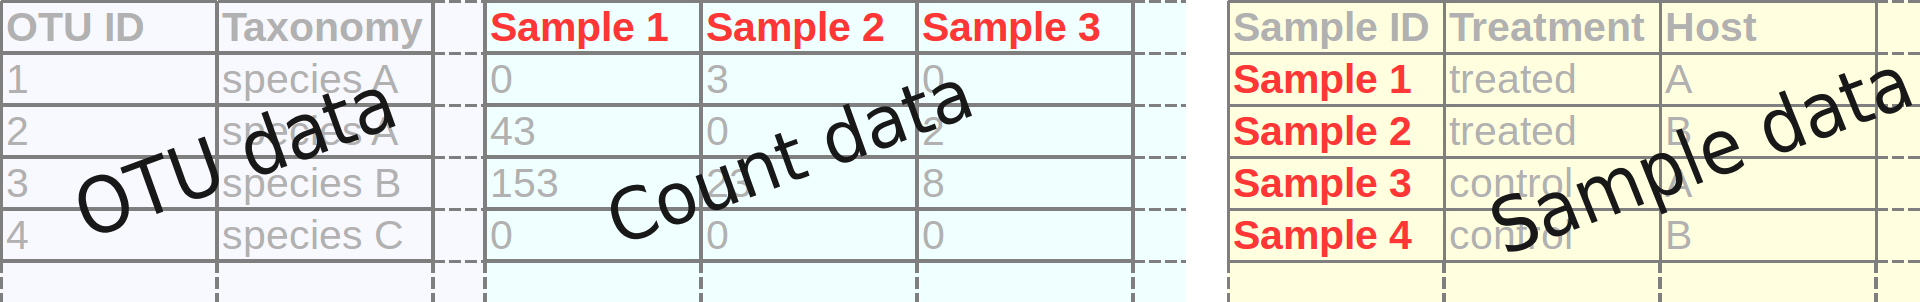 OTU ID Taxonomy Sample 1 Sample 2 Sample 3 Sample ID Treatment Host
1 species A 0 3 0 Sample 1 treated A
2 species A 43 0 2 Sample 2 treated B
3 species B 153 23 8 Sample 3 control A
4 species C 0 0 0 Sample 4 control B
OTU data Count data Sample data